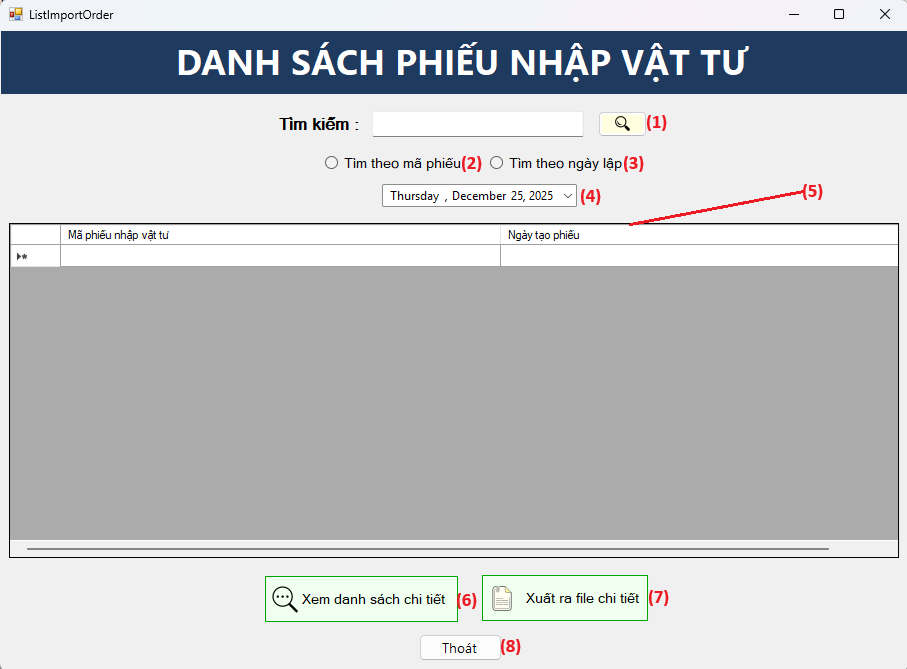 ListImportOrder
DANH SÁCH PHIẾU NHẬP VẬT TƯ
Tìm kiếm :
(1)
Tìm theo mã phiếu(2) Tìm theo ngày lập(3)
Thursday , December 25, 2025 (4)
(5)
Mã phiếu nhập vật tư Ngày tạo phiếu
Xem danh sách chi tiết (6) Xuất ra file chi tiết (7)
Thoát (8)